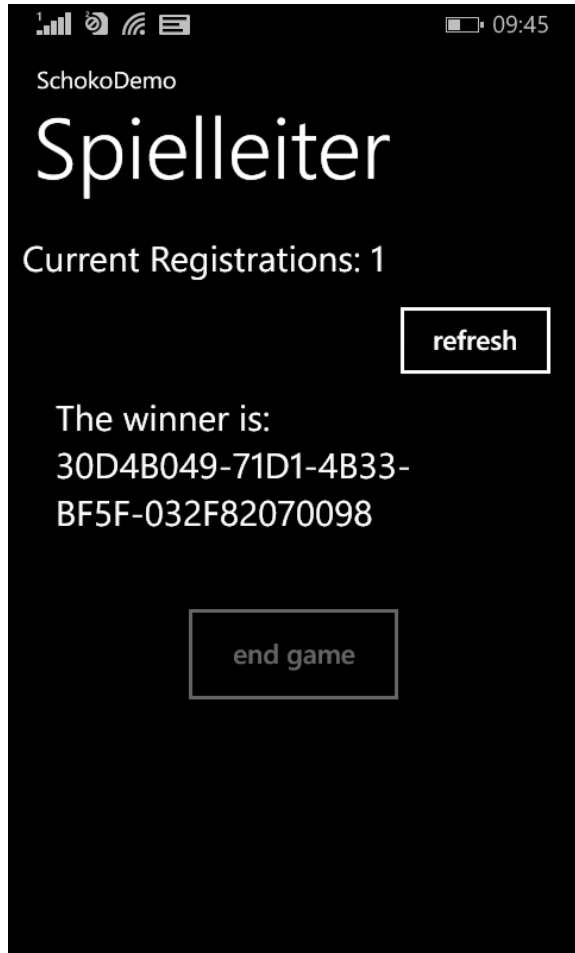 09:45
SchokoDemo
Spielleiter
Current Registrations: 1
refresh
The winner is:
30D4B049-71D1-4B33-
BF5F-032F82070098
end game